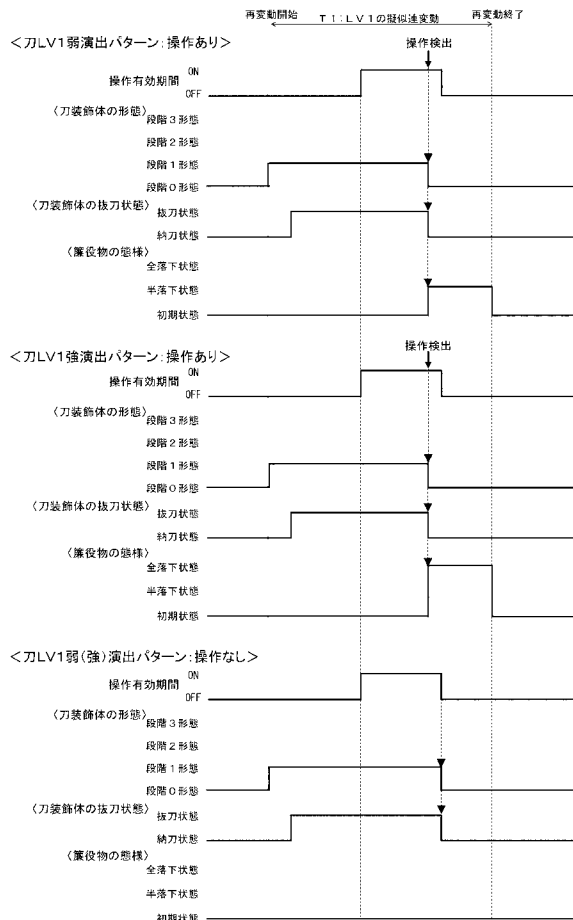 再変動開始 T1:LV1の擬似連変動 再変動終了
<刀LV1弱演出パターン:操作あり> 操作検出
操作有効期間 ON
OFF
〈刀装飾体の形態〉
段階3形態
段階2形態
段階1形態
段階0形態
〈刀装飾体の抜刀状態〉
抜刀状態
納刀状態
〈簾役物の態様〉
全落下状態
半落下状態
初期状態
<刀LV1強演出パターン:操作あり> 操作検出
操作有効期間 ON
OFF
〈刀装飾体の形態〉
段階3形態
段階2形態
段階1形態
段階0形態
〈刀装飾体の抜刀状態〉
抜刀状態
納刀状態
〈簾役物の態様〉
全落下状態
半落下状態
初期状態
<刀LV1弱(強)演出パターン:操作なし>
操作有効期間 ON
OFF
〈刀装飾体の形態〉
段階3形態
段階2形態
段階1形態
段階0形態
〈刀装飾体の抜刀状態〉
抜刀状態
納刀状態
〈簾役物の態様〉
全落下状態
半落下状態
初期状態